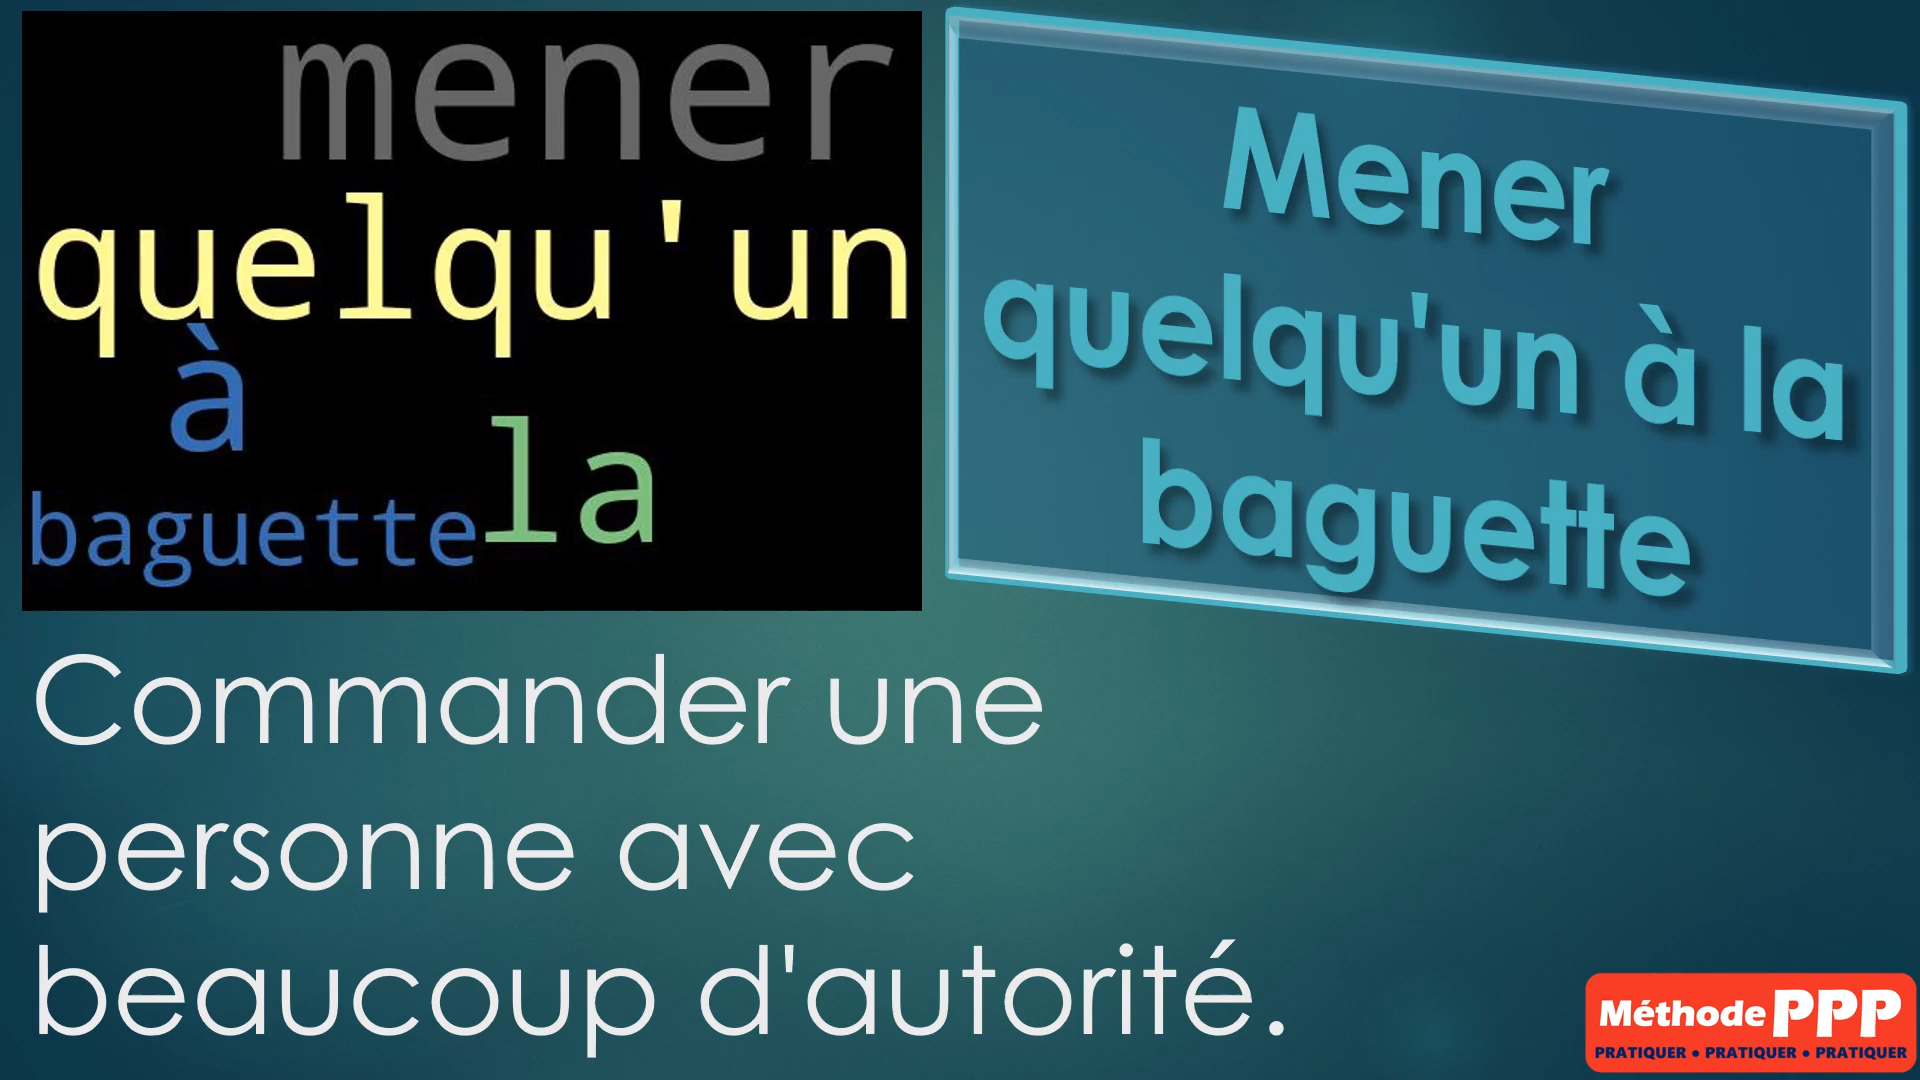 mener
quelqu'un
à
baguette la
Mener
quelqu'un à la
baguette
Commander une
personne avec
beaucoup d'autorité.
Méthode PPP
PRATIQUER • PRATIQUER • PRATIQUER